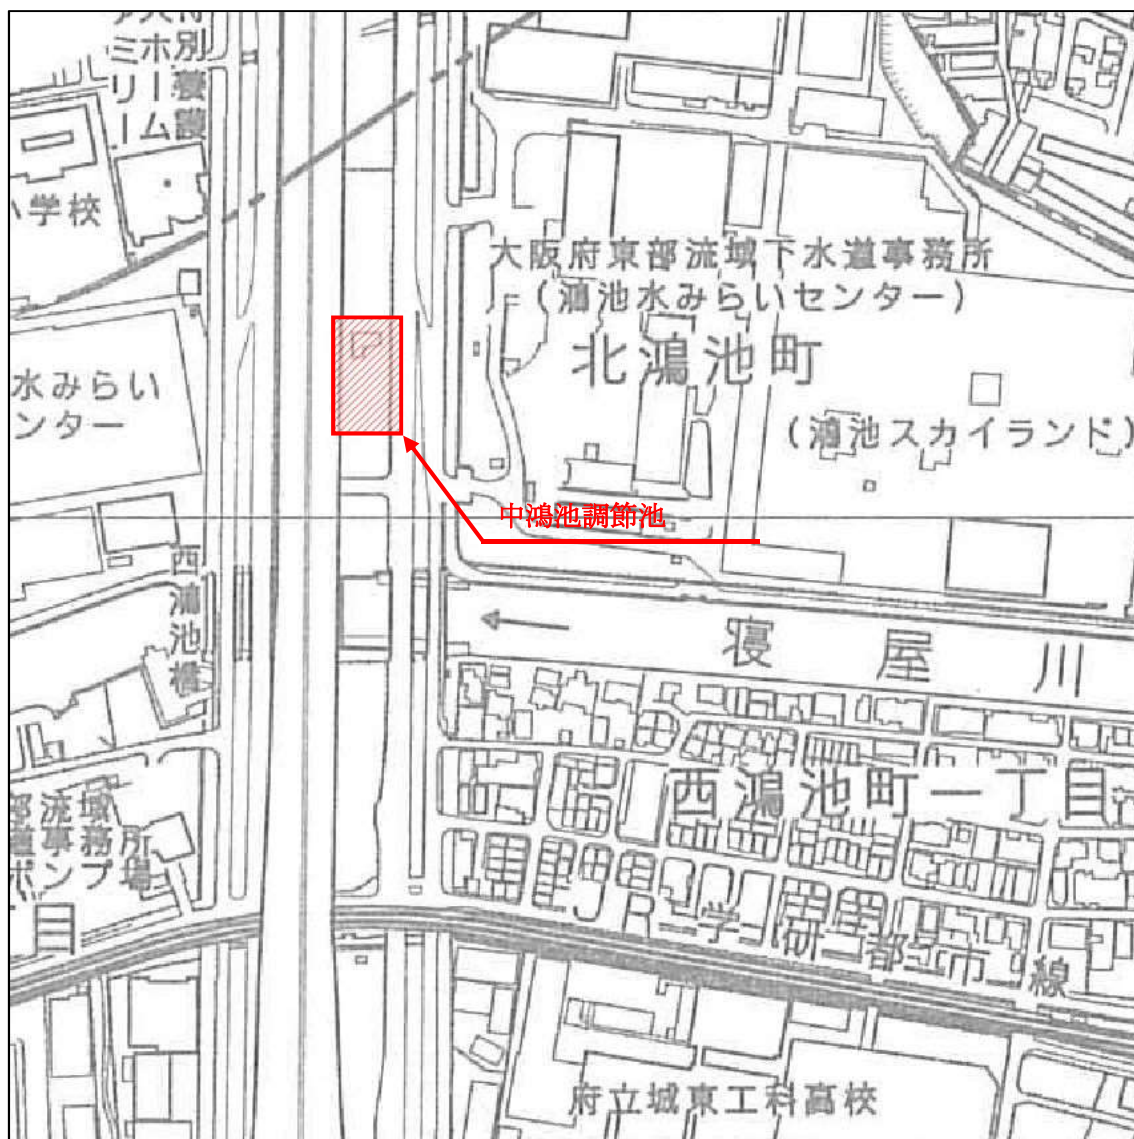 特別養護
ホーム
ァミリー
小学校
大阪府東部流域下水道事務所
(鴻池水みらいセンター)
北鴻池町
水みらい
ンター
(鴻池スカイランド)
中鴻池調節池
西鴻池橋
寝屋川
西鴻池町一丁目
部流域
道事務所
ポンプ場
目
JR学研都市線
府立城東工科高校